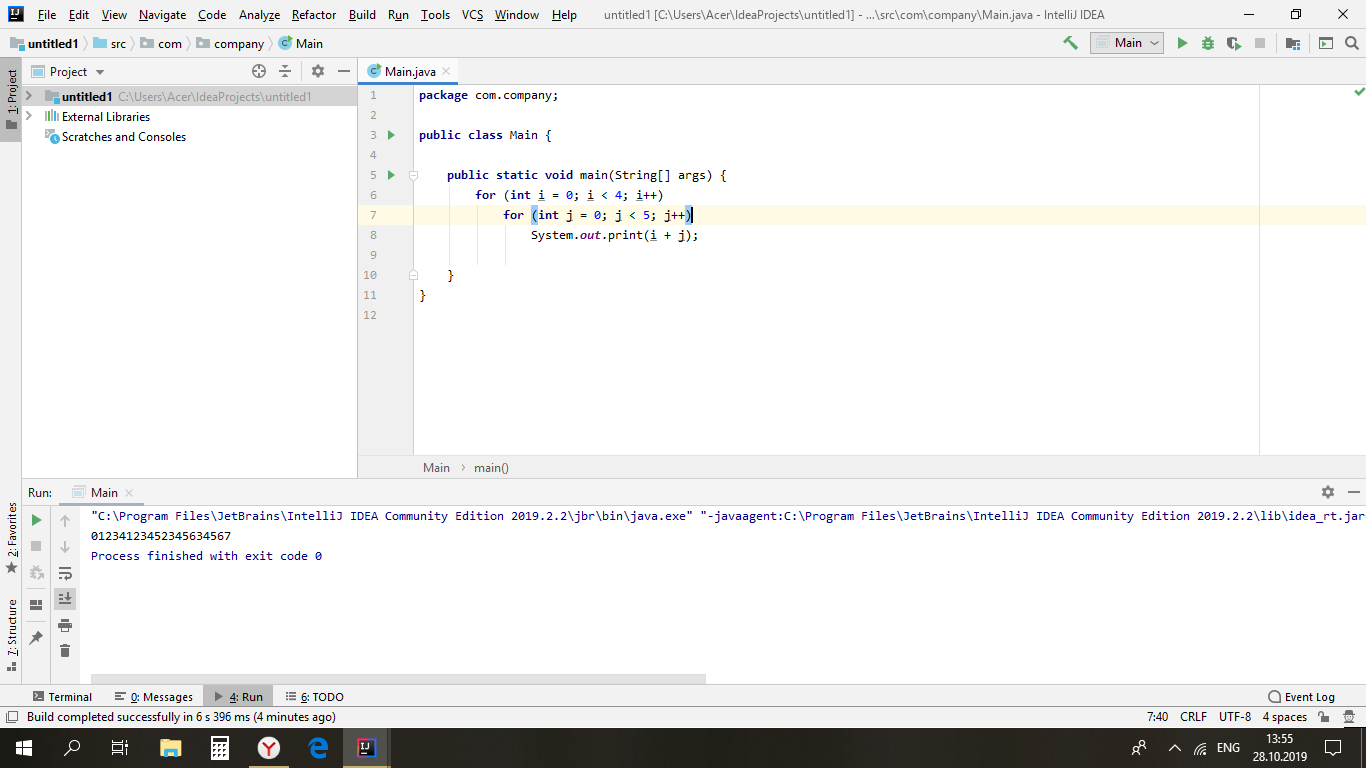 File Edit View Navigate Code Analyze Refactor Build Run Tools VCS Window Help untitled1 [C:\Users\Acer\IdeaProjects\untitled1] - ...\src\com\company\Main.java - IntelliJ IDEA
untitled1 src com company Main Main
1: Project
Project
untitled1 C:\Users\Acer\IdeaProjects\untitled1
External Libraries
Scratches and Consoles
Main.java
1 package com.company;
2
3 public class Main {
4
5 public static void main(String[] args) {
6 for (int i = 0; i < 4; i++)
7 for (int j = 0; j < 5; j++)
8 System.out.print(i + j);
9
10 }
11 }
12
Main main()
Run: Main
"C:\Program Files\JetBrains\IntelliJ IDEA Community Edition 2019.2.2\jbr\bin\java.exe" "-javaagent:C:\Program Files\JetBrains\IntelliJ IDEA Community Edition 2019.2.2\lib\idea_rt.jar
01234123452345634567
Process finished with exit code 0
2: Favorites
7: Structure
Terminal 0: Messages 4: Run 6: TODO Event Log
Build completed successfully in 6 s 396 ms (4 minutes ago) 7:40 CRLF UTF-8 4 spaces
ENG 13:55
28.10.2019